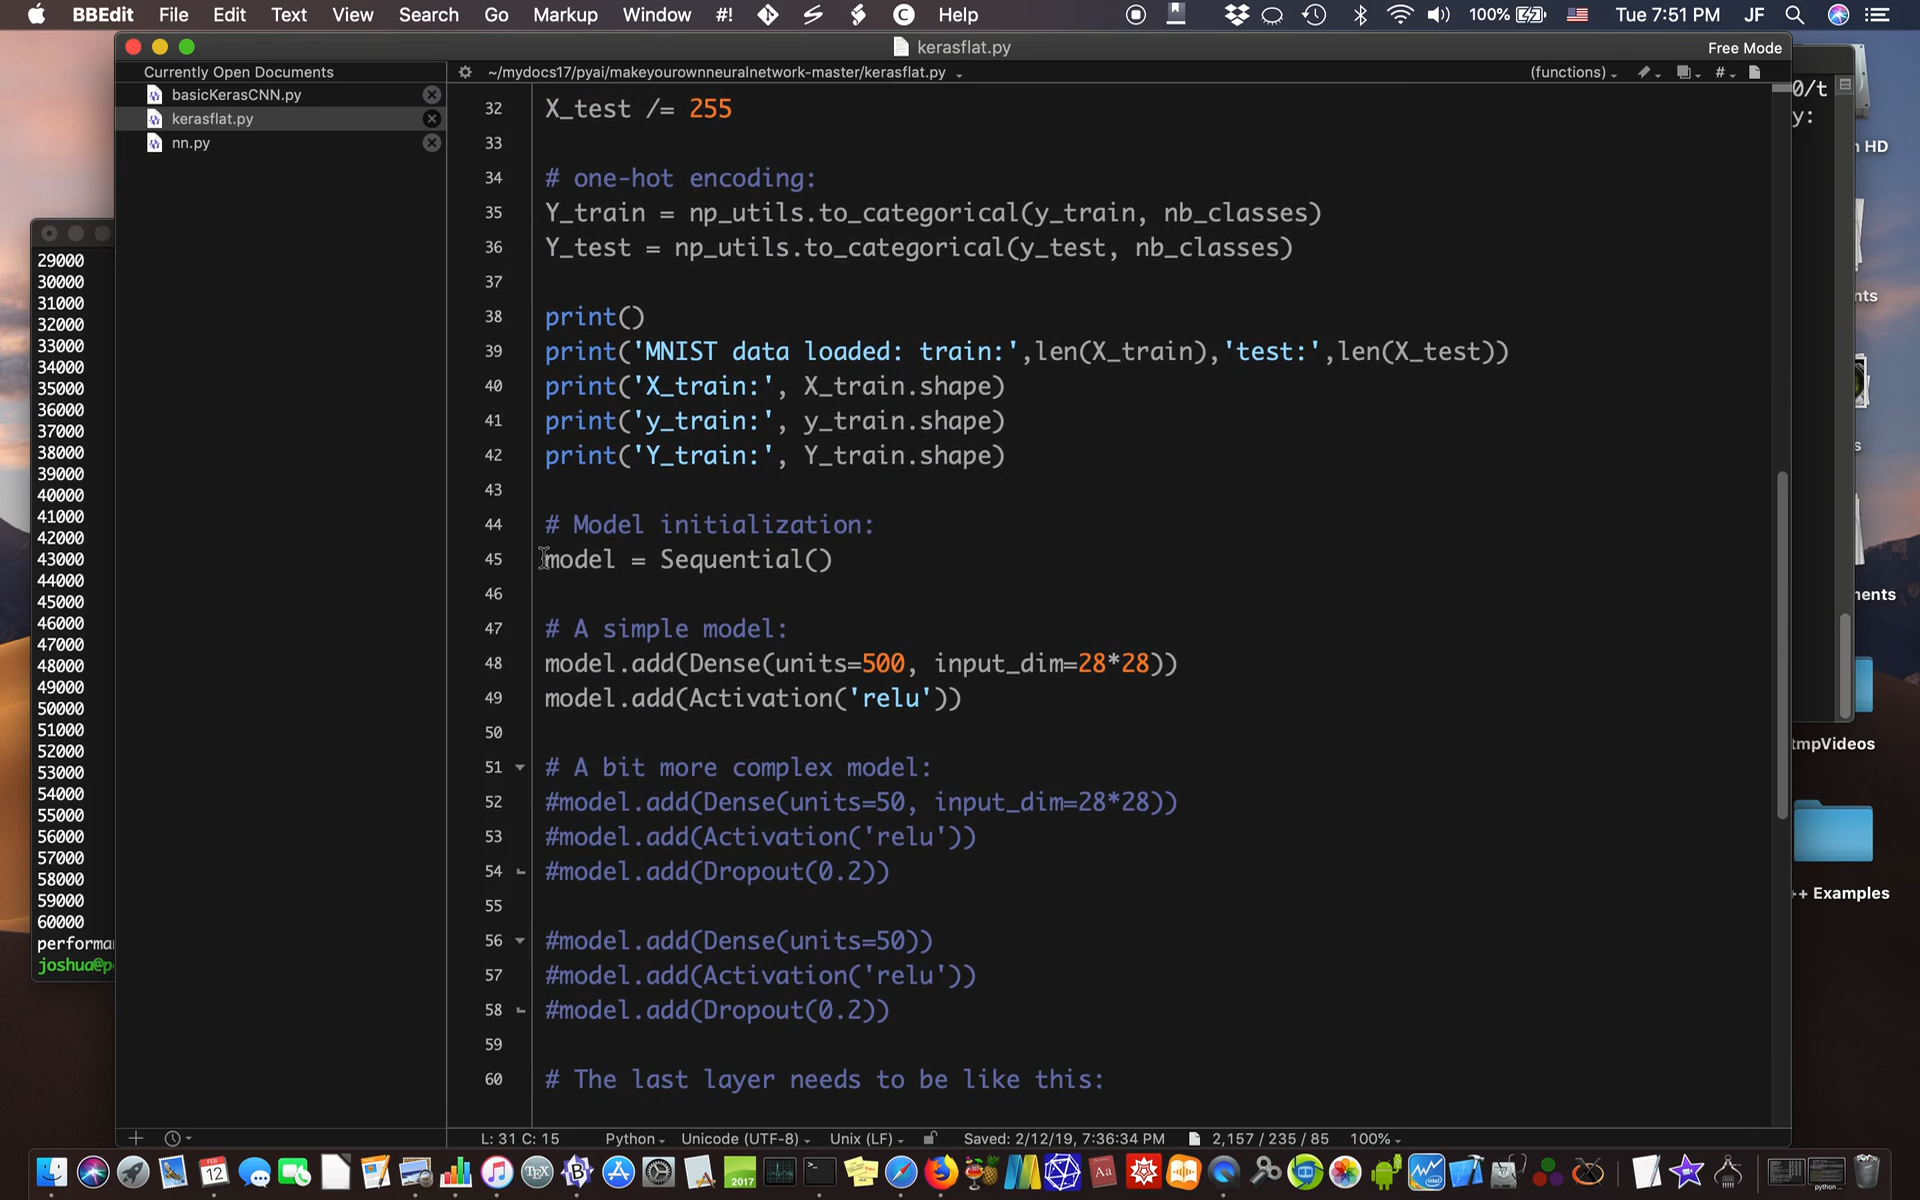 BBEdit File Edit Text View Search Go Window Markup #! Help 100% Tue 7:51 PM JF
kerasflat.py
Free Mode
Currently Open Documents
~/mydocs17/pyai/makeyourownneuralnetwork-master/kerasflat.py
(functions)
#
basicKerasCNN.py
kerasflat.py
nn.py
32 X_test /= 255
33
34 # one-hot encoding:
35 Y_train = np_utils.to_categorical(y_train, nb_classes)
36 Y_test = np_utils.to_categorical(y_test, nb_classes)
37
38 print()
39 print('MNIST data loaded: train:',len(X_train),'test:',len(X_test))
40 print('X_train:', X_train.shape)
41 print('y_train:', y_train.shape)
42 print('Y_train:', Y_train.shape)
43
44 # Model initialization:
45 model = Sequential()
46
47 # A simple model:
48 model.add(Dense(units=500, input_dim=28*28))
49 model.add(Activation('relu'))
50
51 # A bit more complex model:
52 #model.add(Dense(units=50, input_dim=28*28))
53 #model.add(Activation('relu'))
54 #model.add(Dropout(0.2))
55
56 #model.add(Dense(units=50))
57 #model.add(Activation('relu'))
58 #model.add(Dropout(0.2))
59
60 # The last layer needs to be like this:
L: 31 C: 15 Python Unicode (UTF-8) Unix (LF) Saved: 2/12/19, 7:36:34 PM 2,157 / 235 / 85 100%
29000
30000
31000
32000
33000
34000
35000
36000
37000
38000
39000
40000
41000
42000
43000
44000
45000
46000
47000
48000
49000
50000
51000
52000
53000
54000
55000
56000
57000
58000
59000
60000
performa
joshua@p
0/t
y:
HD
nts
s
ments
tmpVideos
++ Examples